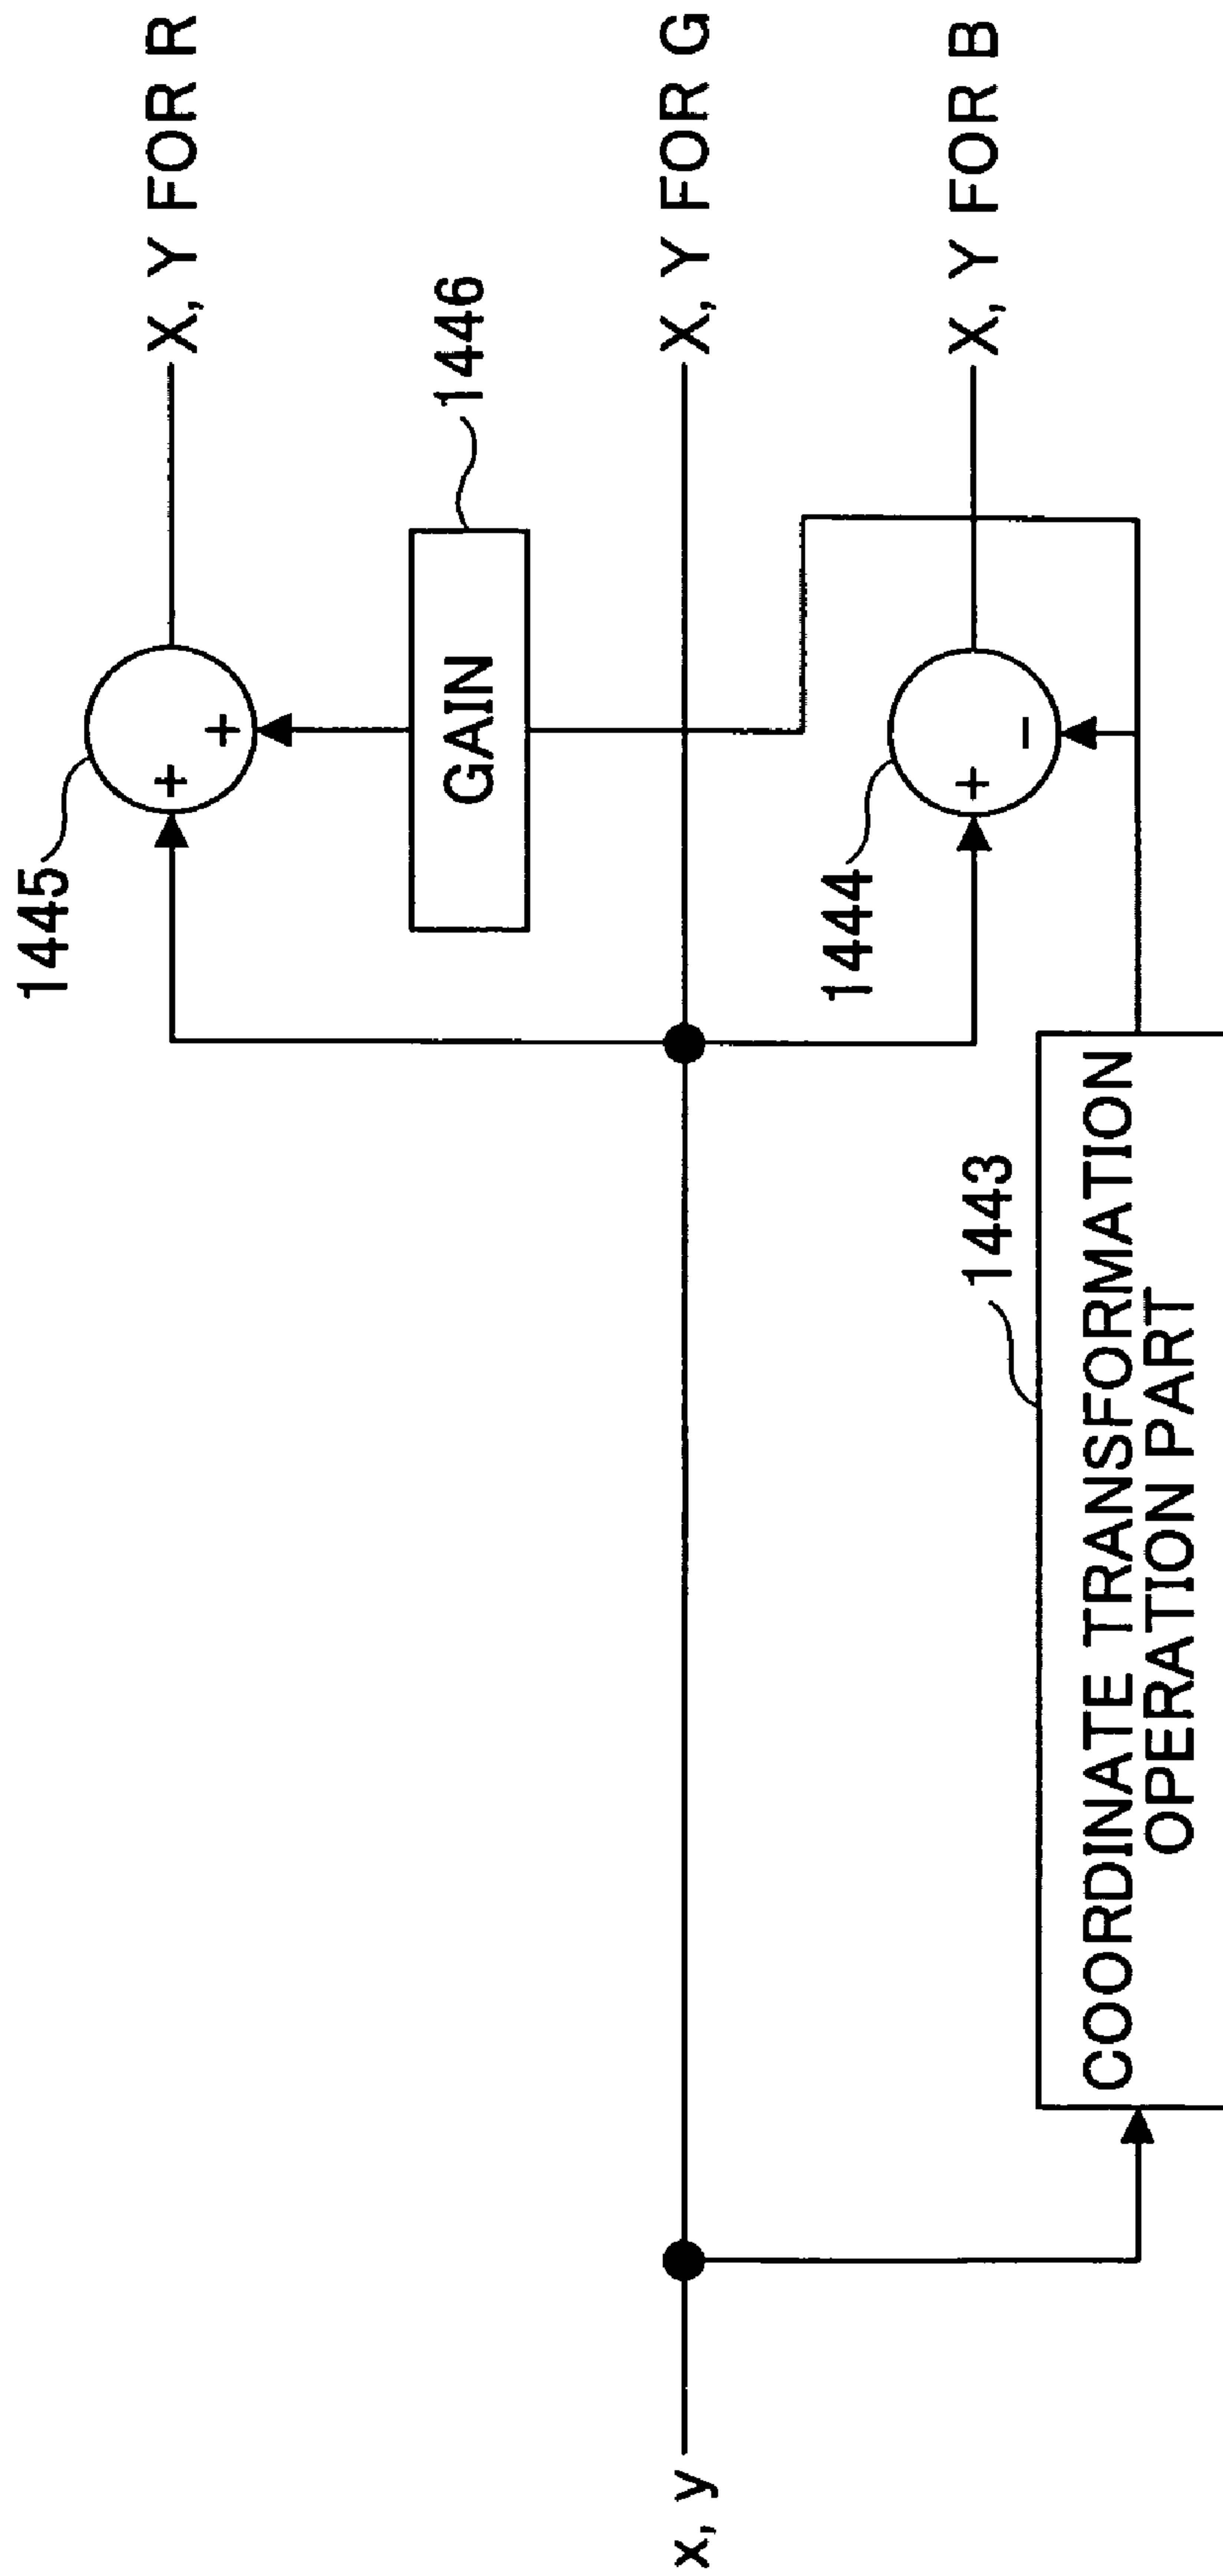 1445
X, Y FOR R
GAIN
1446
x, y
X, Y FOR G
1444
X, Y FOR B
+
+
+
−
1443
COORDINATE TRANSFORMATION
OPERATION PART